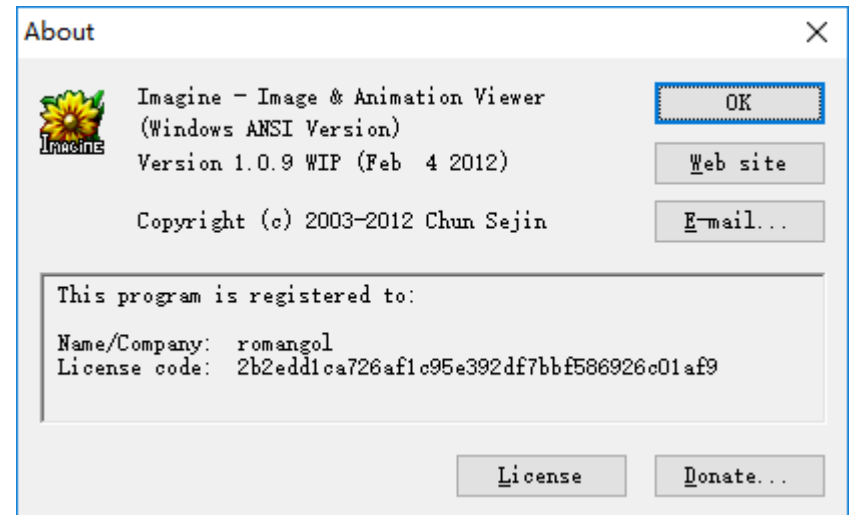 About
Imagine - Image & Animation Viewer
(Windows ANSI Version)
Version 1.0.9 WIP (Feb  4 2012)
Copyright (c) 2003-2012 Chun Sejin
OK
Web site
E-mail...
IMAGINE
This program is registered to:
Name/Company:  romangol
License code:  2b2edd1ca726af1c95e392df7bbf586926c01af9
License
Donate...